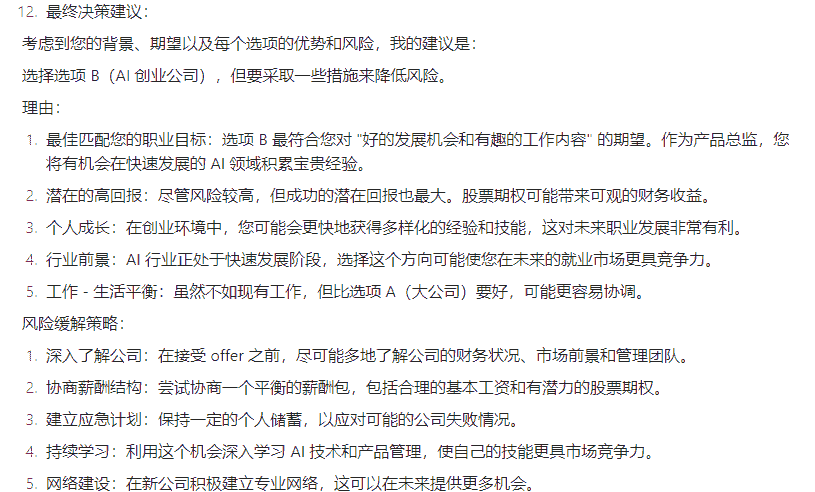 12. 最终决策建议：
考虑到您的背景、期望以及每个选项的优势和风险，我的建议是：
选择选项 B（AI 创业公司），但要采取一些措施来降低风险。
理由：
1. 最佳匹配您的职业目标：选项 B 最符合您对 "好的发展机会和有趣的工作内容" 的期望。作为产品总监，您
将有机会在快速发展的 AI 领域积累宝贵经验。
2. 潜在的高回报：尽管风险较高，但成功的潜在回报也最大。股票期权可能带来可观的财务收益。
3. 个人成长：在创业环境中，您可能会更快地获得多样化的经验和技能，这对未来职业发展非常有利。
4. 行业前景：AI 行业正处于快速发展阶段，选择这个方向可能使您在未来的就业市场更具竞争力。
5. 工作 - 生活平衡：虽然不如现有工作，但比选项 A（大公司）要好，可能更容易协调。
风险缓解策略：
1. 深入了解公司：在接受 offer 之前，尽可能多地了解公司的财务状况、市场前景和管理团队。
2. 协商薪酬结构：尝试协商一个平衡的薪酬包，包括合理的基本工资和有潜力的股票期权。
3. 建立应急计划：保持一定的个人储蓄，以应对可能的公司失败情况。
4. 持续学习：利用这个机会深入学习 AI 技术和产品管理，使自己的技能更具市场竞争力。
5. 网络建设：在新公司积极建立专业网络，这可以在未来提供更多机会。